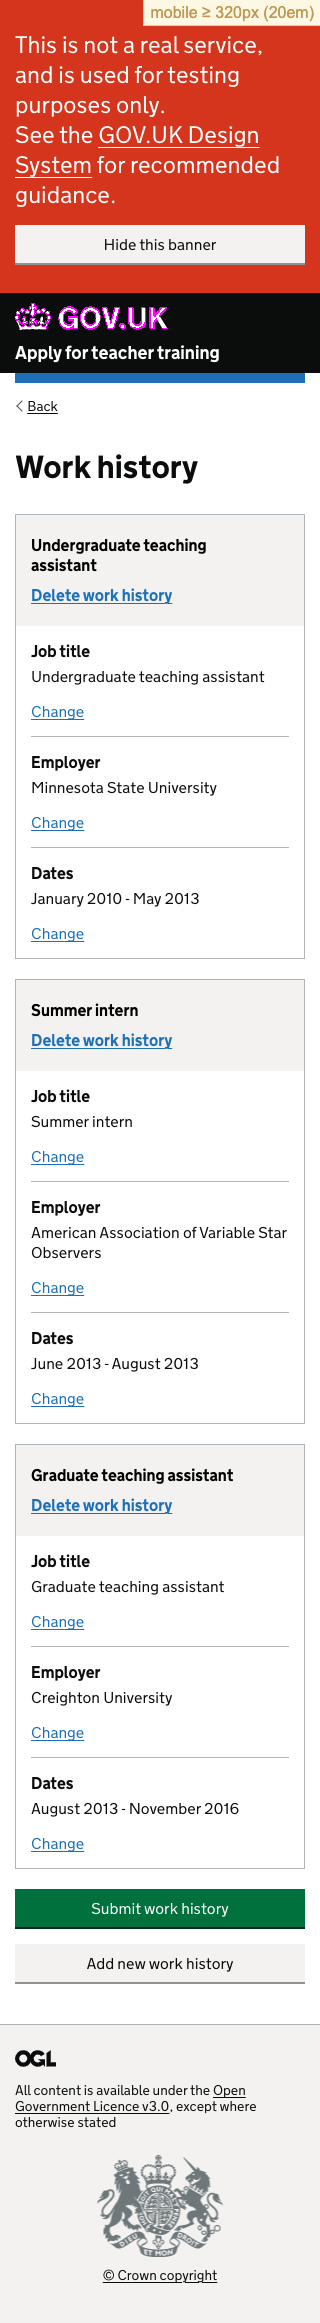 mobile ≥ 320px (20em)
This is not a real service,
and is used for testing
purposes only.
See the GOV.UK Design
System for recommended
guidance.
Hide this banner
GOV.UK
Apply for teacher training
Back
Work history
Undergraduate teaching
assistant
Delete work history
Job title
Undergraduate teaching assistant
Change
Employer
Minnesota State University
Change
Dates
January 2010 - May 2013
Change
Summer intern
Delete work history
Job title
Summer intern
Change
Employer
American Association of Variable Star
Observers
Change
Dates
June 2013 - August 2013
Change
Graduate teaching assistant
Delete work history
Job title
Graduate teaching assistant
Change
Employer
Creighton University
Change
Dates
August 2013 - November 2016
Change
Submit work history
Add new work history
OGL
All content is available under the Open
Government Licence v3.0, except where
otherwise stated
DIEU ET MON DROIT
© Crown copyright